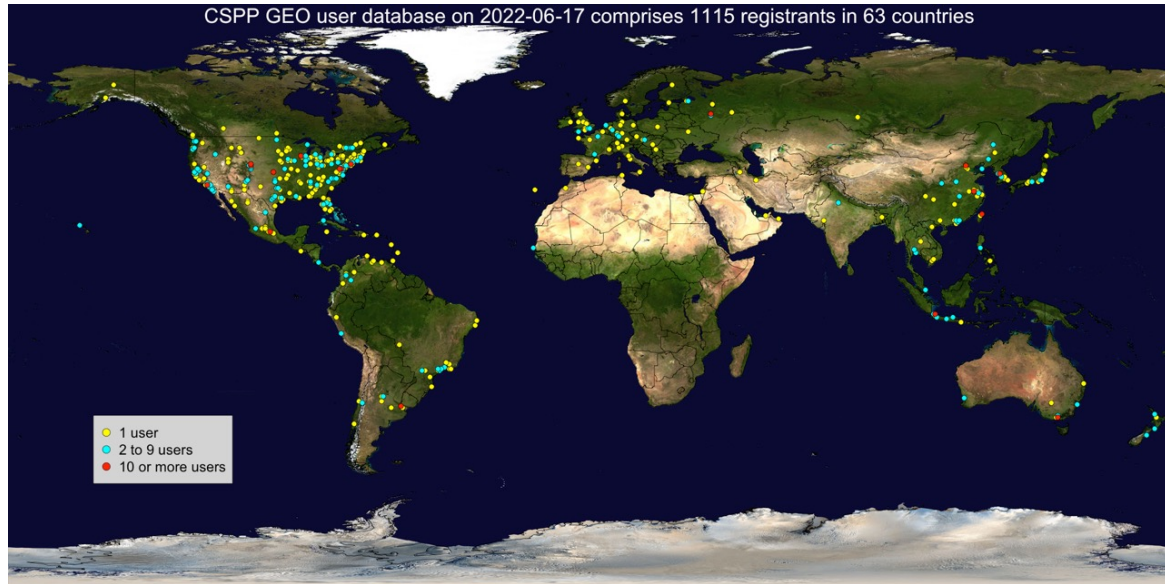 CSPP GEO user database on 2022-06-17 comprises 1115 registrants in 63 countries
1 user
2 to 9 users
10 or more users